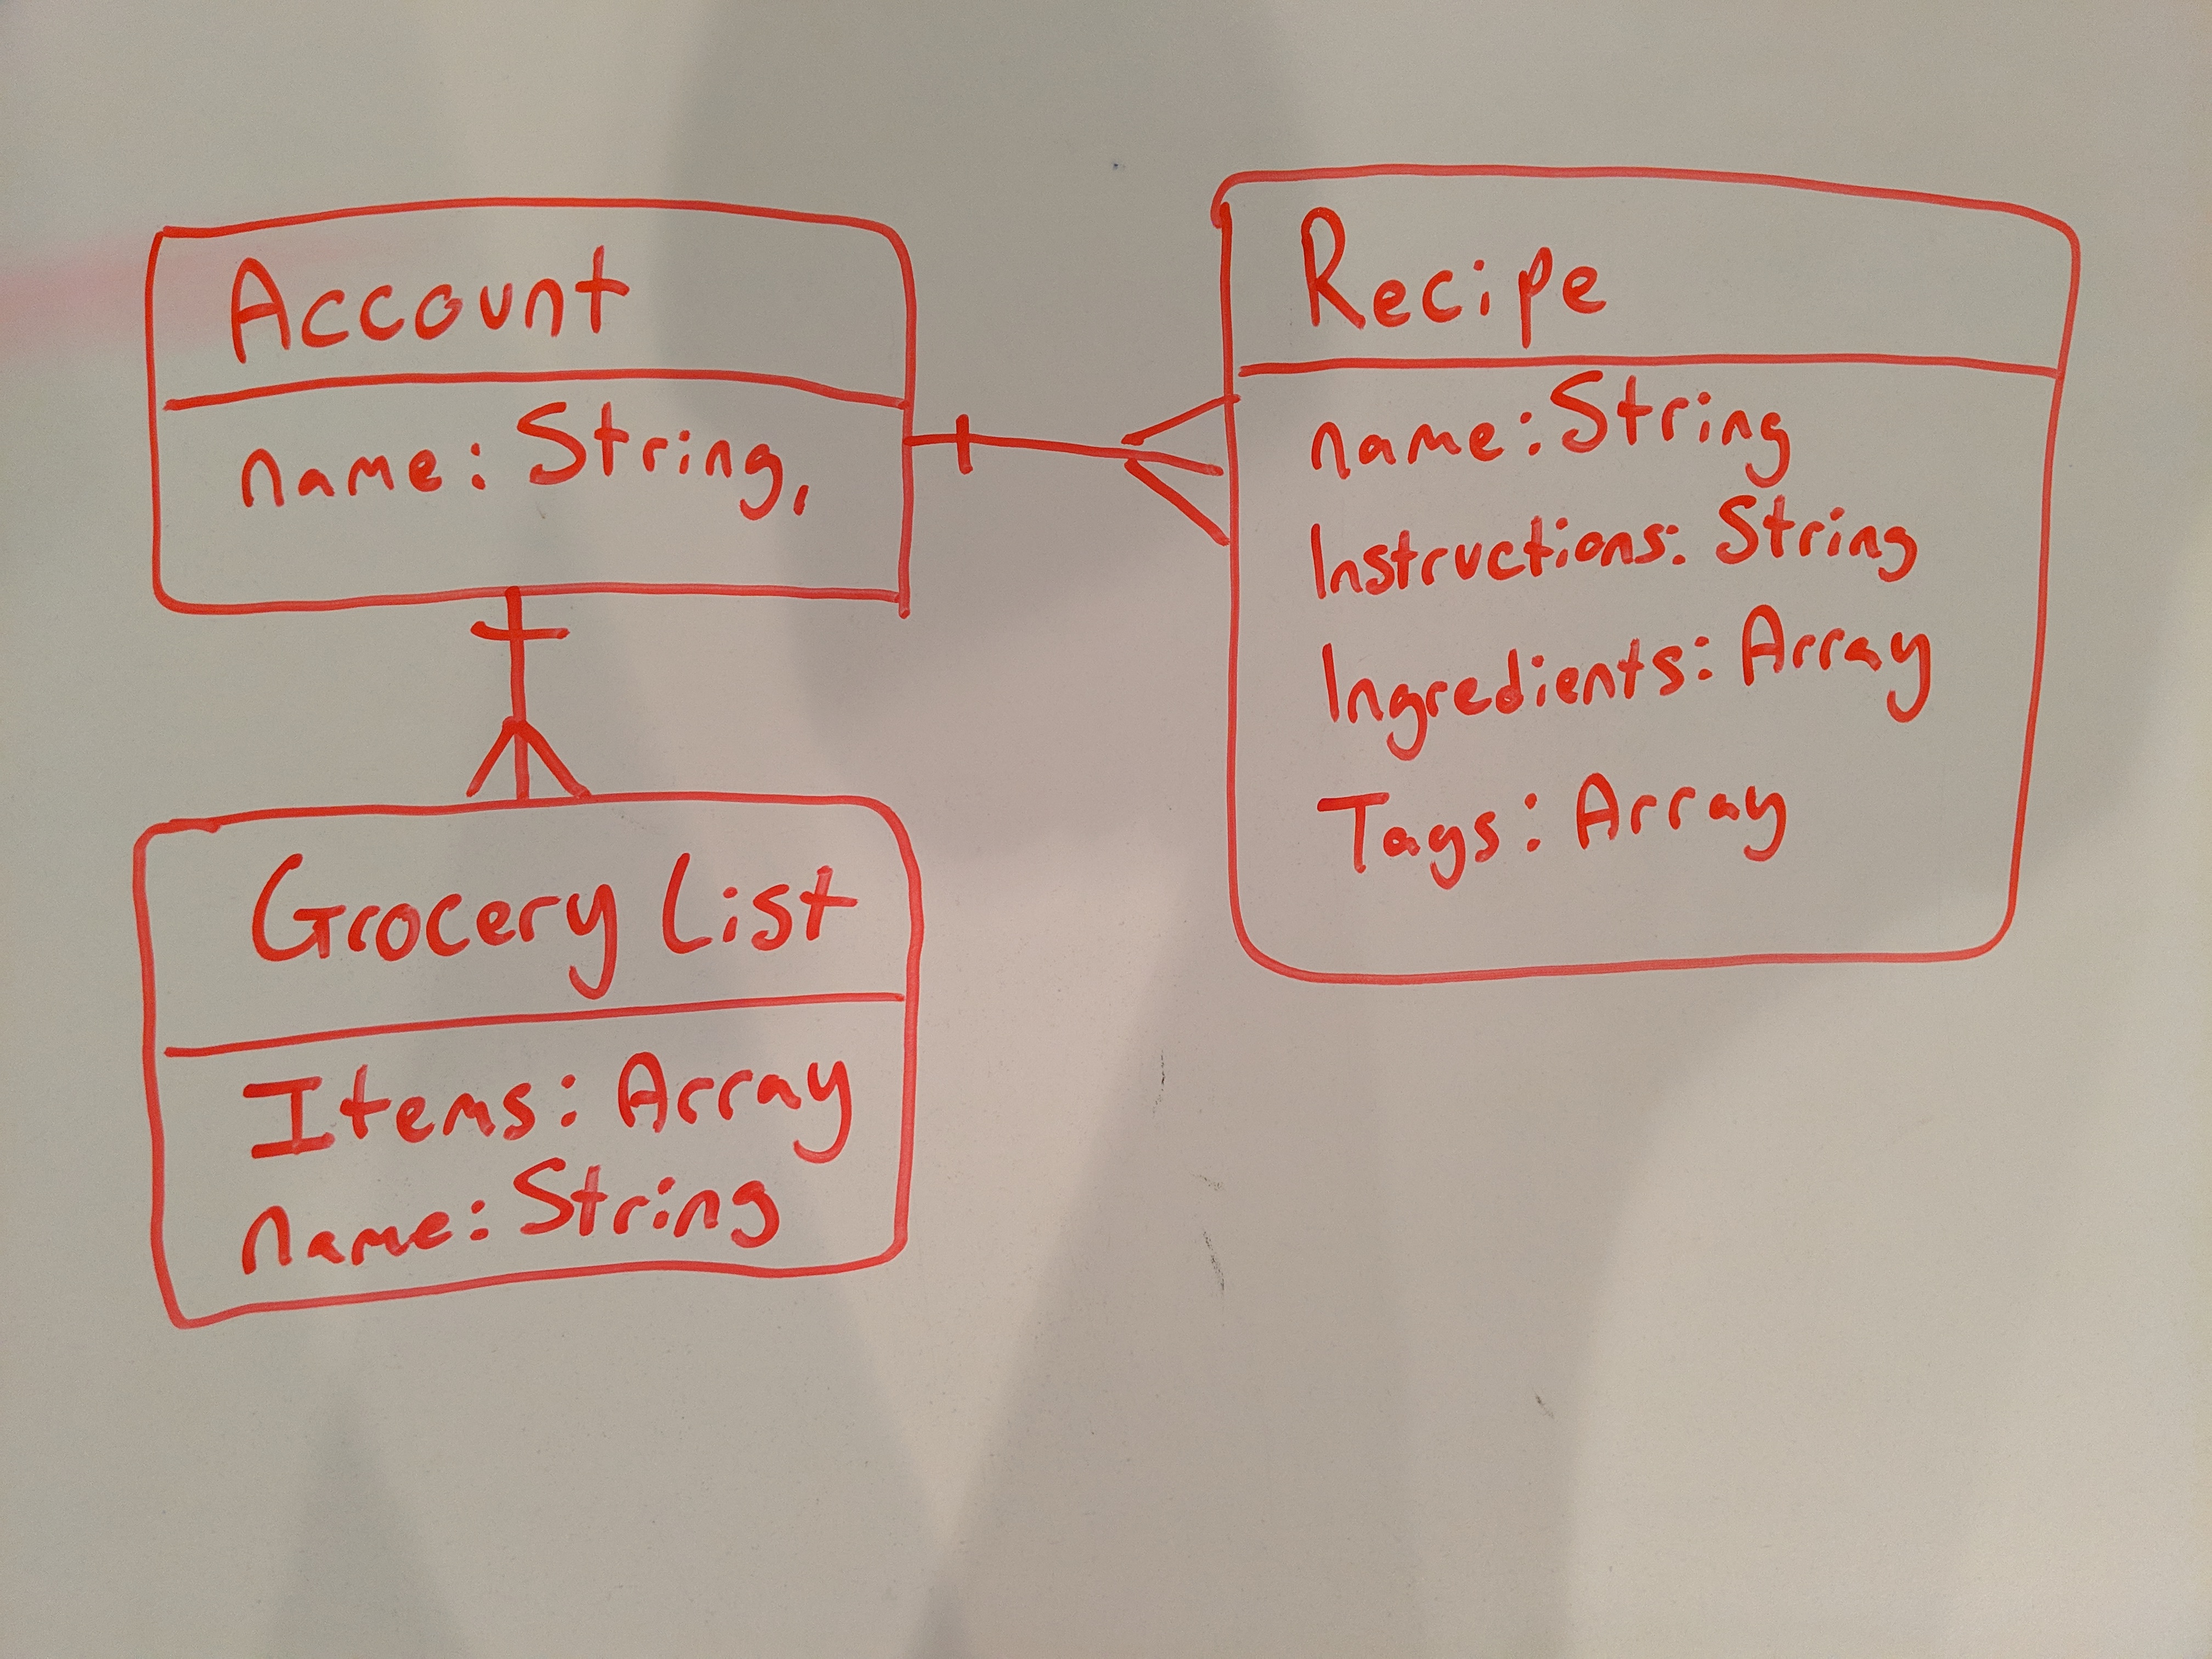 Account
name: String,
Grocery List
Items: Array
name: String
Recipe
name: String
Instructions: String
Ingredients: Array
Tags: Array